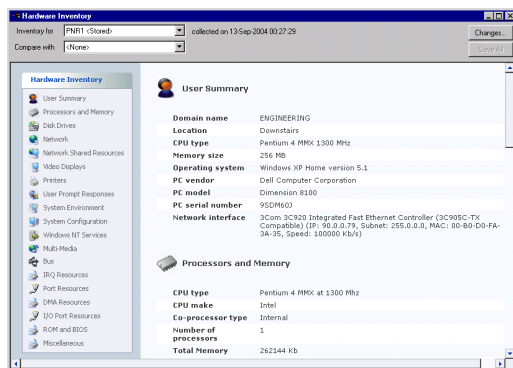 Hardware Inventory
Inventory for PNR1 <Stored> collected on 13-Sep-2004 00:27:29 Changes...
Compare with <None> Save All
Hardware Inventory
User Summary
Processors and Memory
Disk Drives
Network
Network Shared Resources
Video Displays
Printers
User Prompt Responses
System Environment
System Configuration
Windows NT Services
Multi-Media
Bus
IRQ Resources
Port Resources
DMA Resources
I/O Port Resources
ROM and BIOS
Miscellaneous
User Summary
Domain name ENGINEERING
Location Downstairs
CPU type Pentium 4 MMX 1300 MHz
Memory size 256 MB
Operating system Windows XP Home version 5.1
PC vendor Dell Computer Corporation
PC model Dimension 8100
PC serial number 9SDM60J
Network interface 3Com 3C920 Integrated Fast Ethernet Controller (3C905C-TX
Compatible) (IP: 90.0.0.79, Subnet: 255.0.0.0, MAC: 00-B0-D0-FA-
3A-35, Speed: 100000 Kb/s)
Processors and Memory
CPU type Pentium 4 MMX at 1300 Mhz
CPU make Intel
Co-processor type Internal
Number of
processors 1
Total Memory 262144 Kb